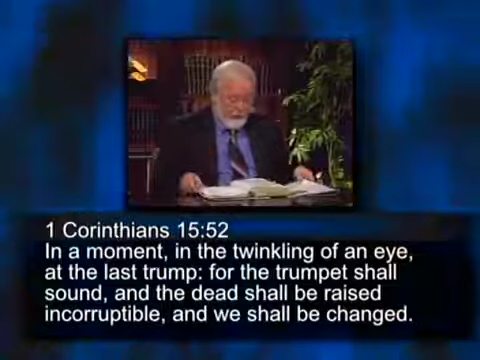 1 Corinthians 15:52
In a moment, in the twinkling of an eye,
at the last trump: for the trumpet shall
sound, and the dead shall be raised
incorruptible, and we shall be changed.